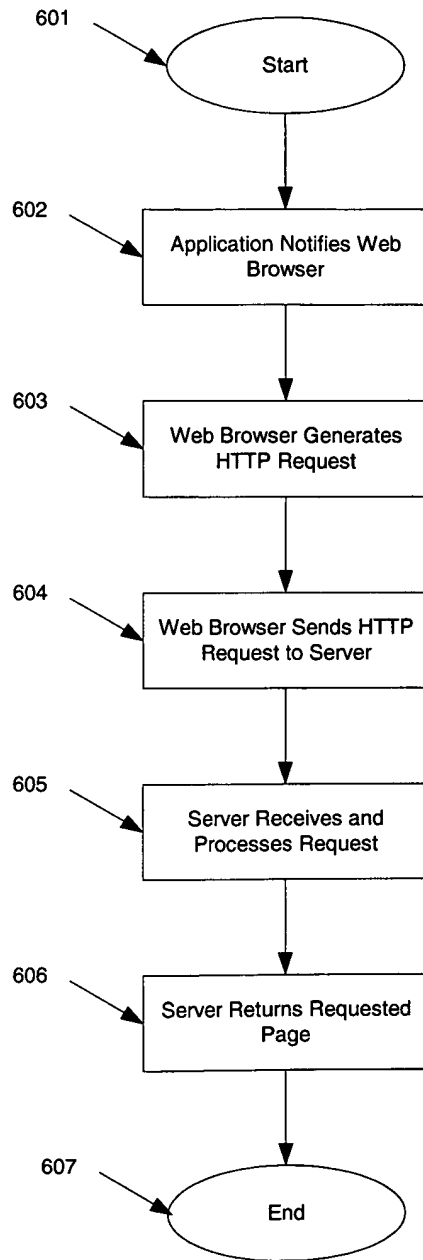 601
Start
602
Application Notifies Web
Browser
603
Web Browser Generates
HTTP Request
604
Web Browser Sends HTTP
Request to Server
605
Server Receives and
Processes Request
606
Server Returns Requested
Page
607
End